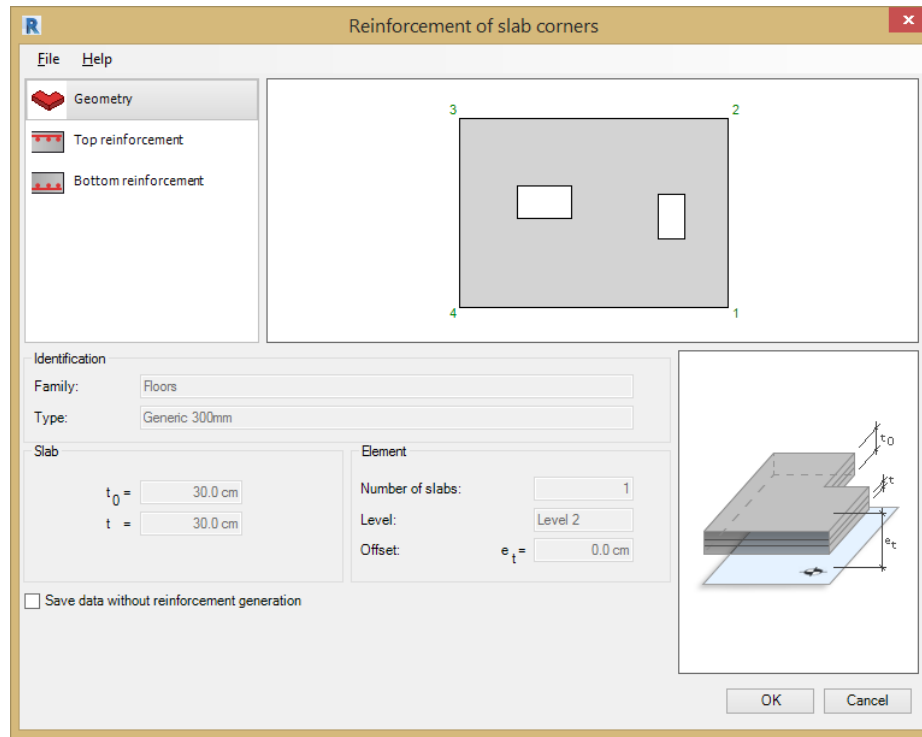 R
Reinforcement of slab corners
File Help
Geometry
Top reinforcement
Bottom reinforcement
3 2
4 1
Identification
Family: Floors
Type: Generic 300mm
Slab
t0 = 30.0 cm
t = 30.0 cm
Element
Number of slabs: 1
Level: Level 2
Offset: et= 0.0 cm
t0
t
et
Save data without reinforcement generation
OK Cancel